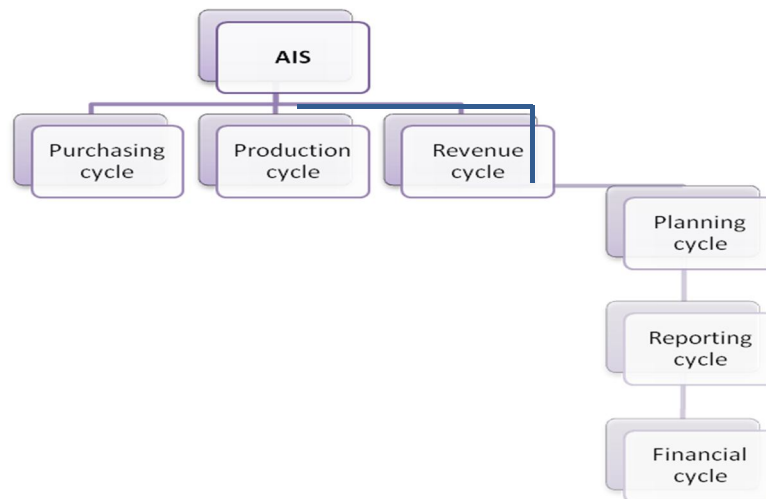 AIS
Purchasing
cycle
Production
cycle
Revenue
cycle
Planning
cycle
Reporting
cycle
Financial
cycle